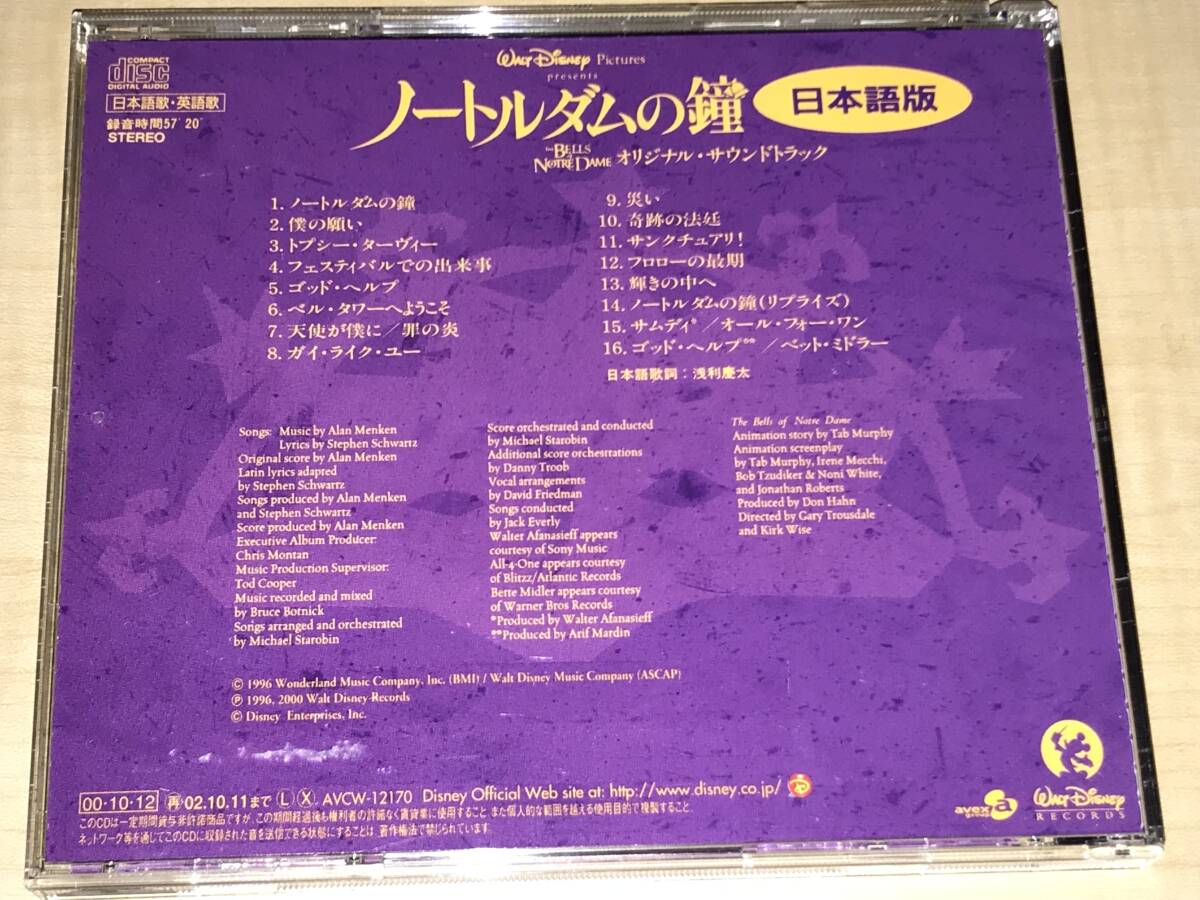 COMPACT
disc
DIGITAL AUDIO
日本語歌・英語歌
録音時間57′20″
STEREO
WALT DISNEY Pictures
presents
ノートルダムの鐘
日本語版
The BELLS of NOTRE DAME オリジナル・サウンドトラック
1. ノートルダムの鐘
2. 僕の願い
3. トプシー・ターヴィー
4. フェスティバルでの出来事
5. ゴッド・ヘルプ
6. ベル・タワーへようこそ
7. 天使が僕に/罪の炎
8. ガイ・ライク・ユー
9. 災い
10. 奇跡の法廷
11. サンクチュアリ!
12. フロローの最期
13. 輝きの中へ
14. ノートルダムの鐘(リプライズ)
15. サムデイ*/オール・フォー・ワン
16. ゴッド・ヘルプ**/ベット・ミドラー
日本語歌詞:浅利慶太
Songs: Music by Alan Menken
Lyrics by Stephen Schwartz
Original score by Alan Menken
Latin lyrics adapted
by Stephen Schwartz
Songs produced by Alan Menken
and Stephen Schwartz
Score produced by Alan Menken
Executive Album Producer:
Chris Montan
Music Production Supervisor:
Tod Cooper
Music recorded and mixed
by Bruce Botnick
Songs arranged and orchestrated
by Michael Starobin
Score orchestrated and conducted
by Michael Starobin
Additional score orchesrtations
by Danny Troob
Vocal arrangements
by David Friedman
Songs conducted
by Jack Everly
Walter Afanasieff appears
courtesy of Sony Music
All-4-One appears courtesy
of Blitzz/Atlantic Records
Bette Midler appears courtesy
of Warner Bros Records
*Produced by Walter Afanasieff
**Produced by Arif Mardin
The Bells of Notre Dame
Animation story by Tab Murphy
Animation screenplay
by Tab Murphy, Irene Mecchi,
Bob Tzudiker & Noni White,
and Jonathan Roberts
Produced by Don Hahn
Directed by Gary Trousdale
and Kirk Wise
© 1996 Wonderland Music Company, Inc. (BMI) / Walt Disney Music Company (ASCAP)
℗ 1996, 2000 Walt Disney Records
© Disney Enterprises, Inc.
00・10・12 再02.10.11まで Ⓛ Ⓧ AVCW-12170 Disney Official Web site at: http://www.disney.co.jp/
このCDは一定期間貸与非許諾商品ですが、この期間経過後も権利者の許諾なく賃貸業に使用すること、また個人的な範囲を越える使用目的で複製すること、
ネットワーク等を通じてこのCDに収録された音を送信できる状態にすることは、著作権法で禁じられています。
avex
WALT DISNEY
RECORDS